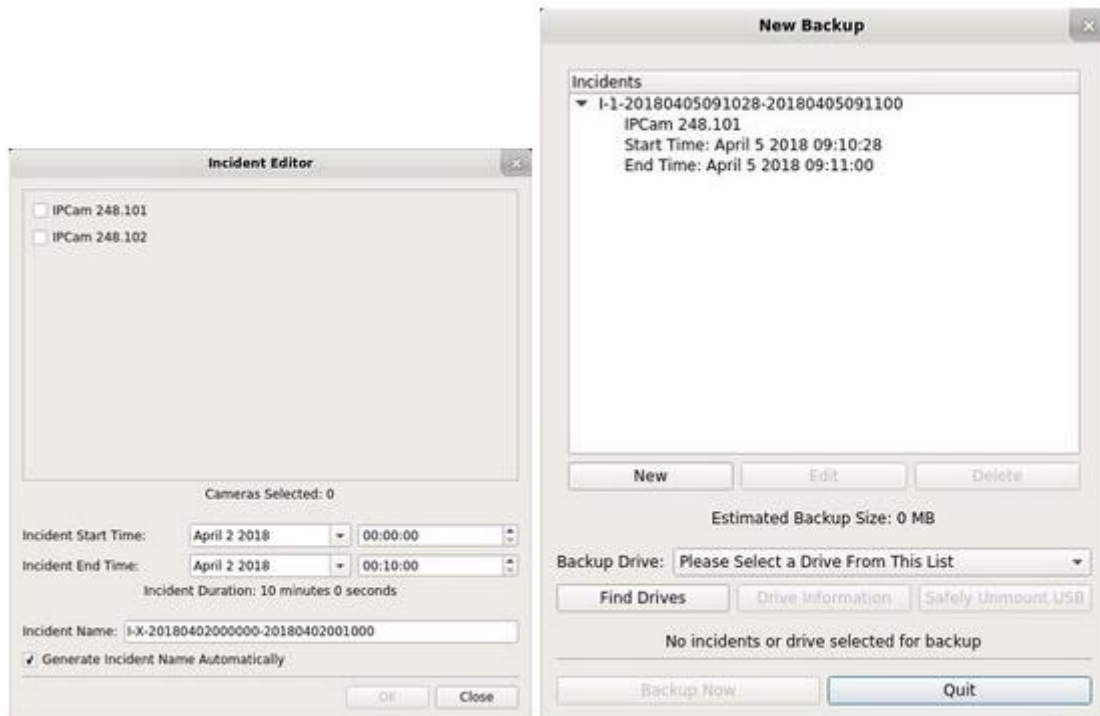 Incident Editor
IPCam 248.101
IPCam 248.102
Cameras Selected: 0
Incident Start Time: April 2 2018 00:00:00
Incident End Time: April 2 2018 00:10:00
Incident Duration: 10 minutes 0 seconds
Incident Name: I-X-20180402000000-20180402001000
Generate Incident Name Automatically
OK Close
New Backup
Incidents
I-1-20180405091028-20180405091100
IPCam 248.101
Start Time: April 5 2018 09:10:28
End Time: April 5 2018 09:11:00
New Edit Delete
Estimated Backup Size: 0 MB
Backup Drive: Please Select a Drive From This List
Find Drives Drive Information Safely Unmount USB
No incidents or drive selected for backup
Backup Now Quit